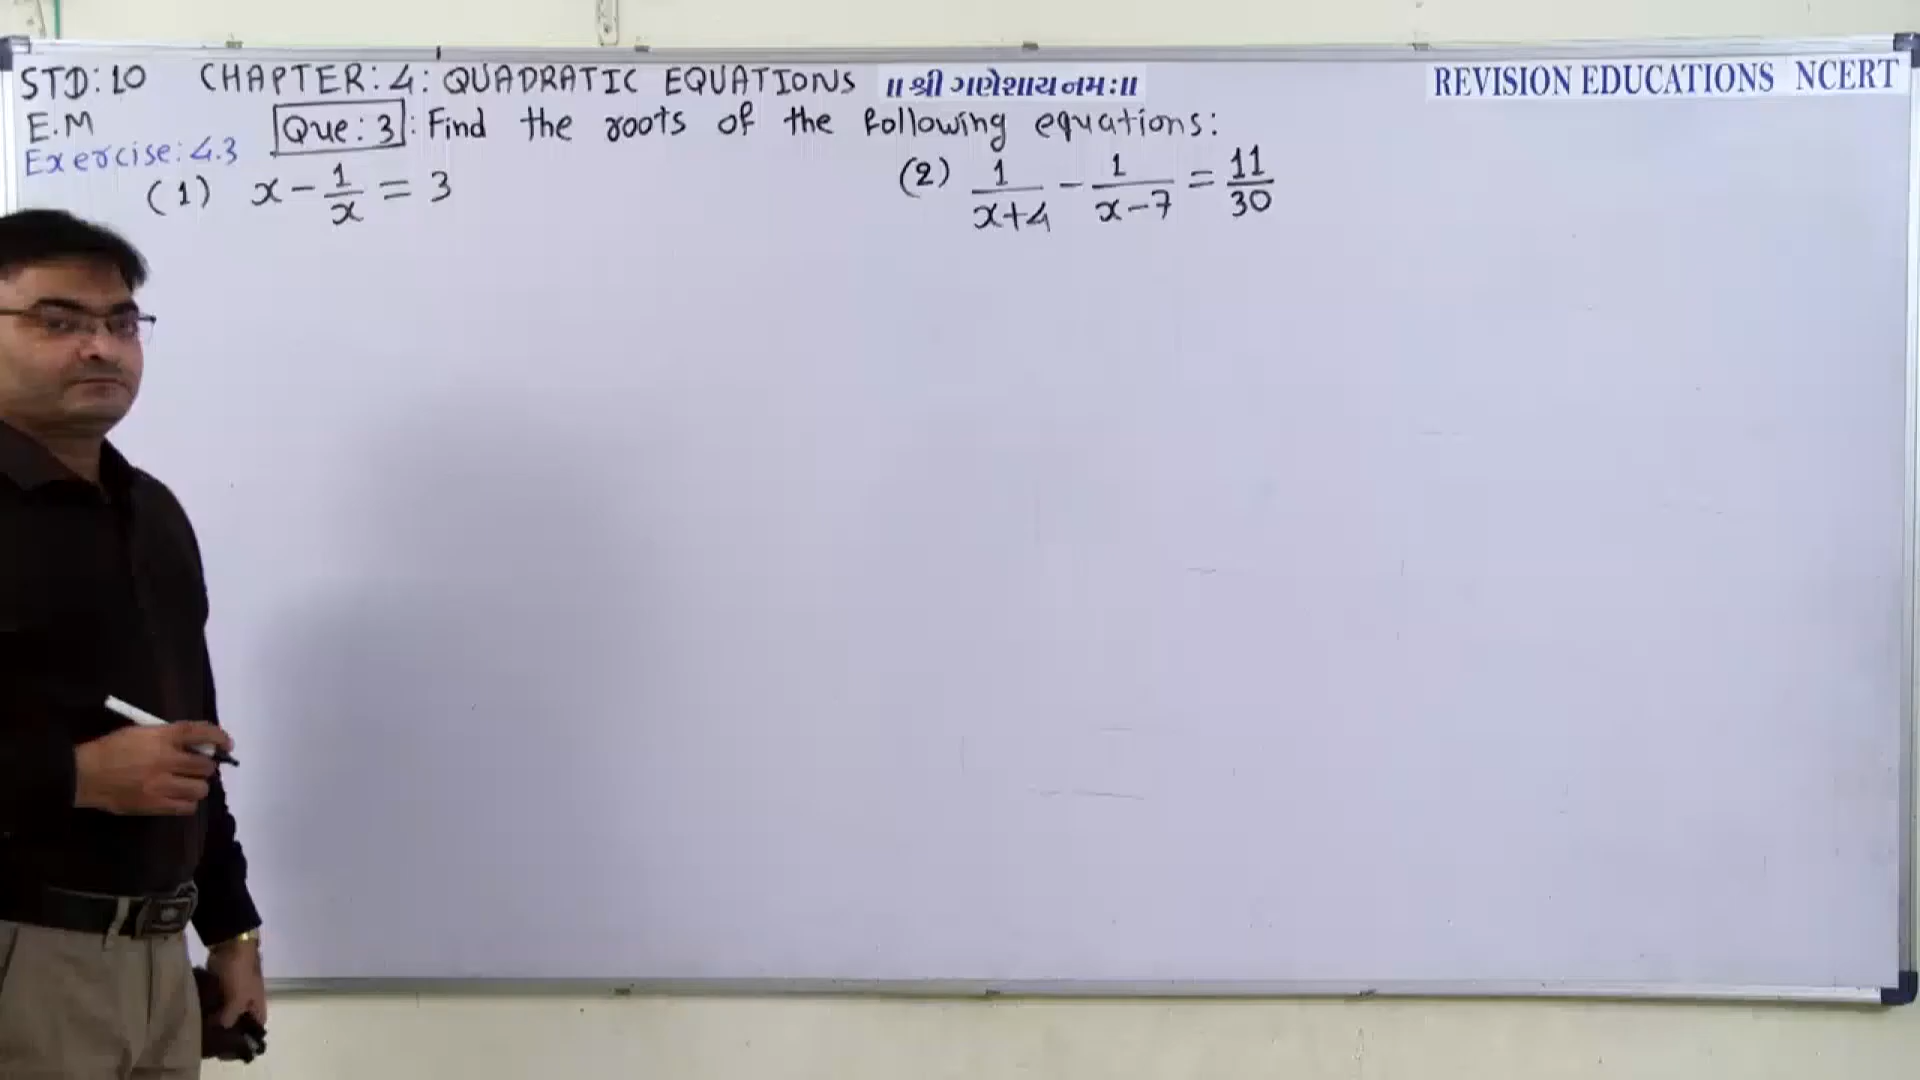 STD:10 CHAPTER:4: QUADRATIC EQUATIONS ॥ श्री ગણેશાય નમઃ॥ REVISION EDUCATIONS NCERT
E.M Que: 3: Find the roots of the following equations:
Exercise: 4.3
(1) x - 1/x = 3
(2) 1/(x+4) - 1/(x-7) = 11/30